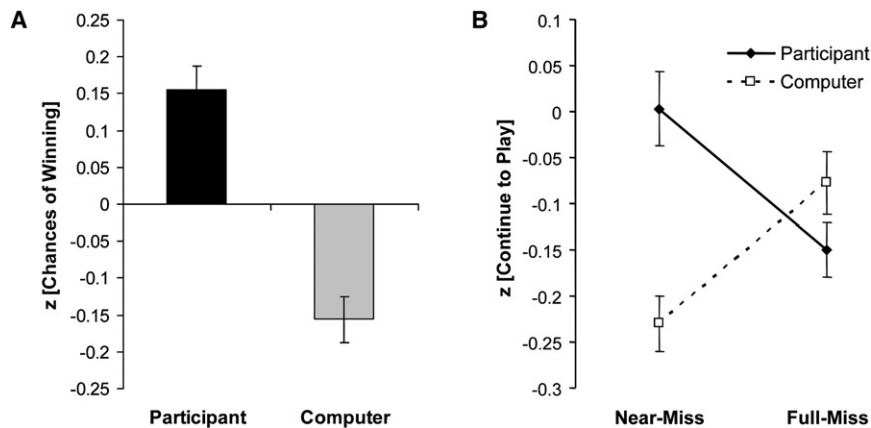 A
z [Chances of Winning]
0.25
0.2
0.15
0.1
0.05
0
-0.05
-0.1
-0.15
-0.2
-0.25
Participant
Computer
B
z [Continue to Play]
0.1
0.05
0
-0.05
-0.1
-0.15
-0.2
-0.25
-0.3
Participant
Computer
Near-Miss
Full-Miss